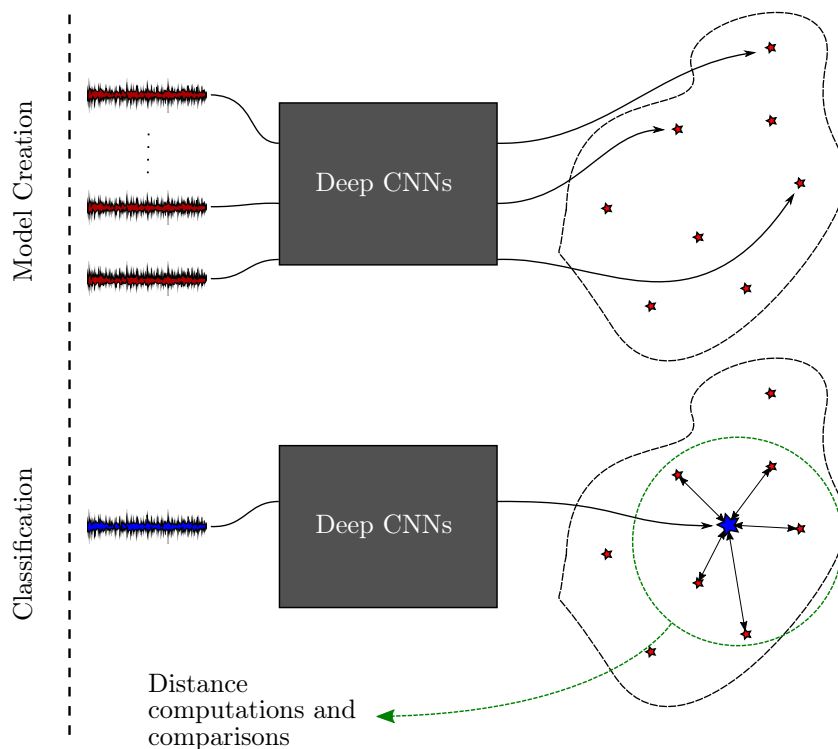 Model Creation
Deep CNNs
Classification
Deep CNNs
Distance
computations and
comparisons